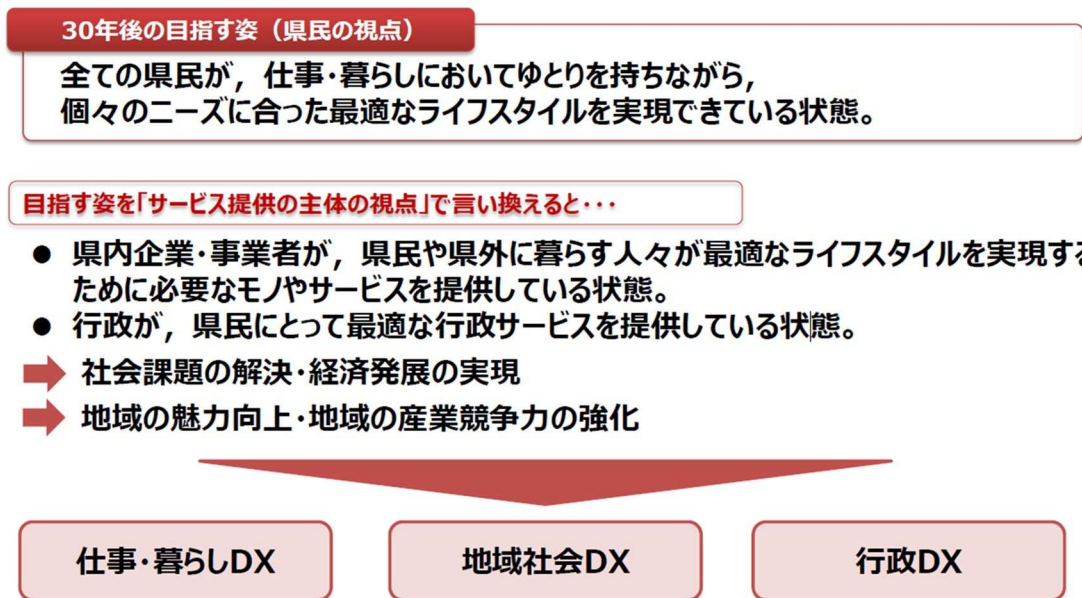 30年後の目指す姿（県民の視点）
全ての県民が，仕事・暮らしにおいてゆとりを持ちながら，
個々のニーズに合った最適なライフスタイルを実現できている状態。
目指す姿を「サービス提供の主体の視点」で言い換えると・・・
● 県内企業・事業者が，県民や県外に暮らす人々が最適なライフスタイルを実現する
ために必要なモノやサービスを提供している状態。
● 行政が，県民にとって最適な行政サービスを提供している状態。
社会課題の解決・経済発展の実現
地域の魅力向上・地域の産業競争力の強化
仕事・暮らしDX
地域社会DX
行政DX